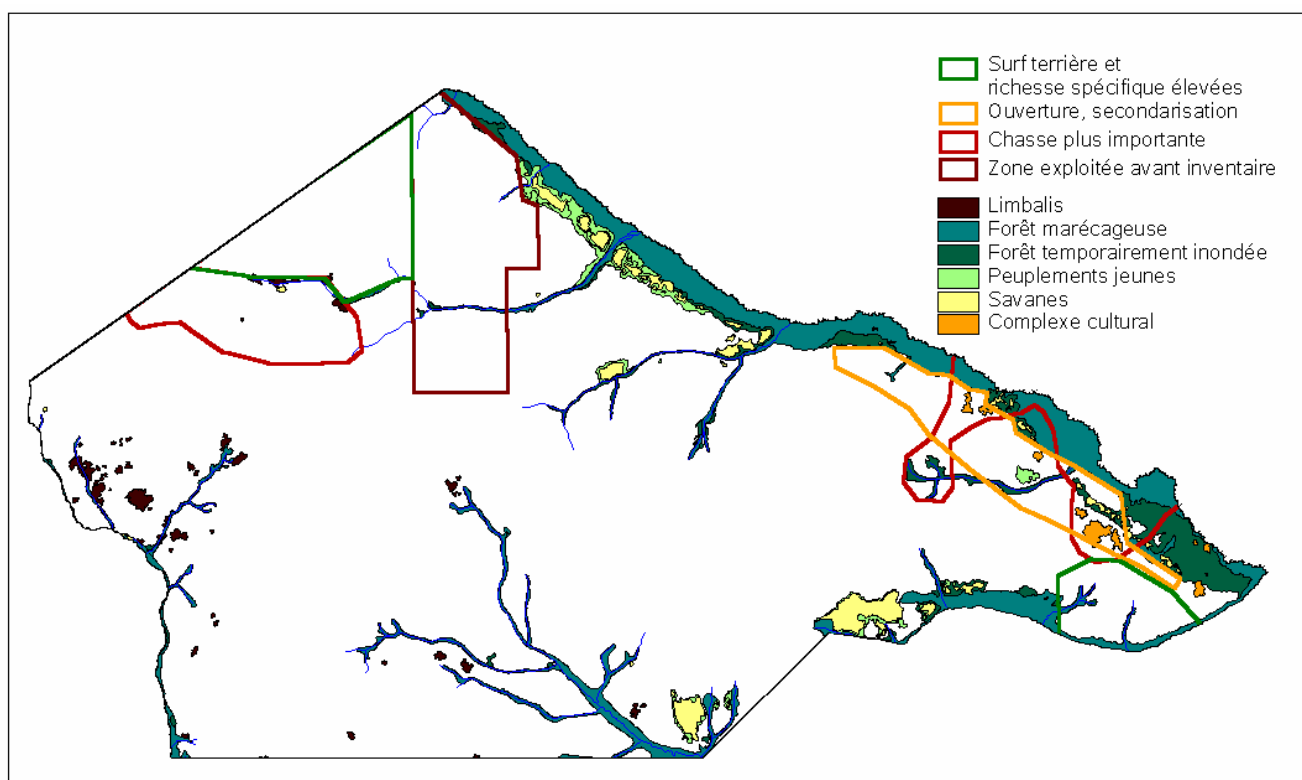 Surf terrière et
richesse spécifique élevées
Ouverture, secondarisation
Chasse plus importante
Zone exploitée avant inventaire
Limbalis
Forêt marécageuse
Forêt temporairement inondée
Peuplements jeunes
Savanes
Complexe cultural